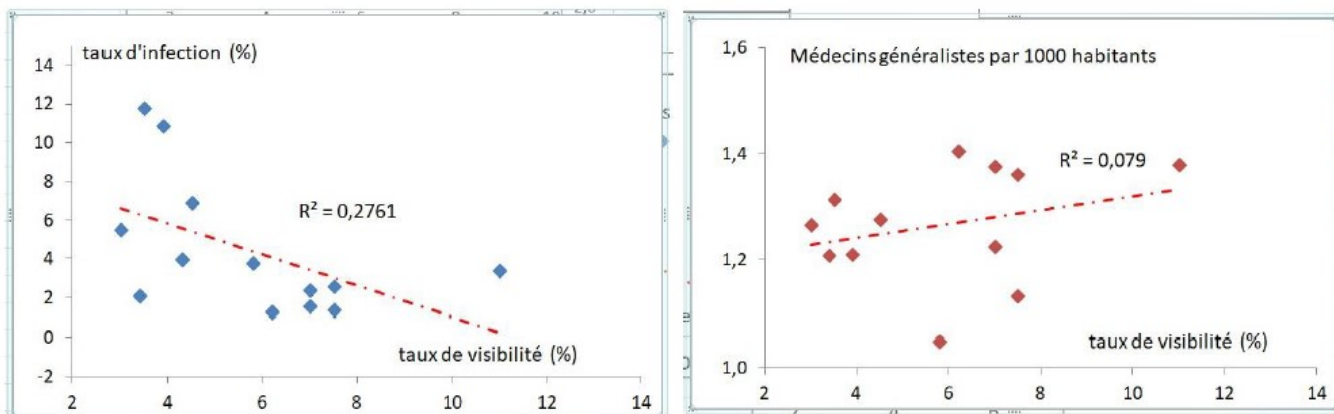 taux d'infection (%)
14
12
10
8
6
4
2
0
-2
R² = 0,2761
taux de visibilité (%)
2 4 6 8 10 12 14
1,6
Médecins généralistes par 1000 habitants
1,4
R² = 0,079
1,2
taux de visibilité (%)
1,0
2 4 6 8 10 12 14